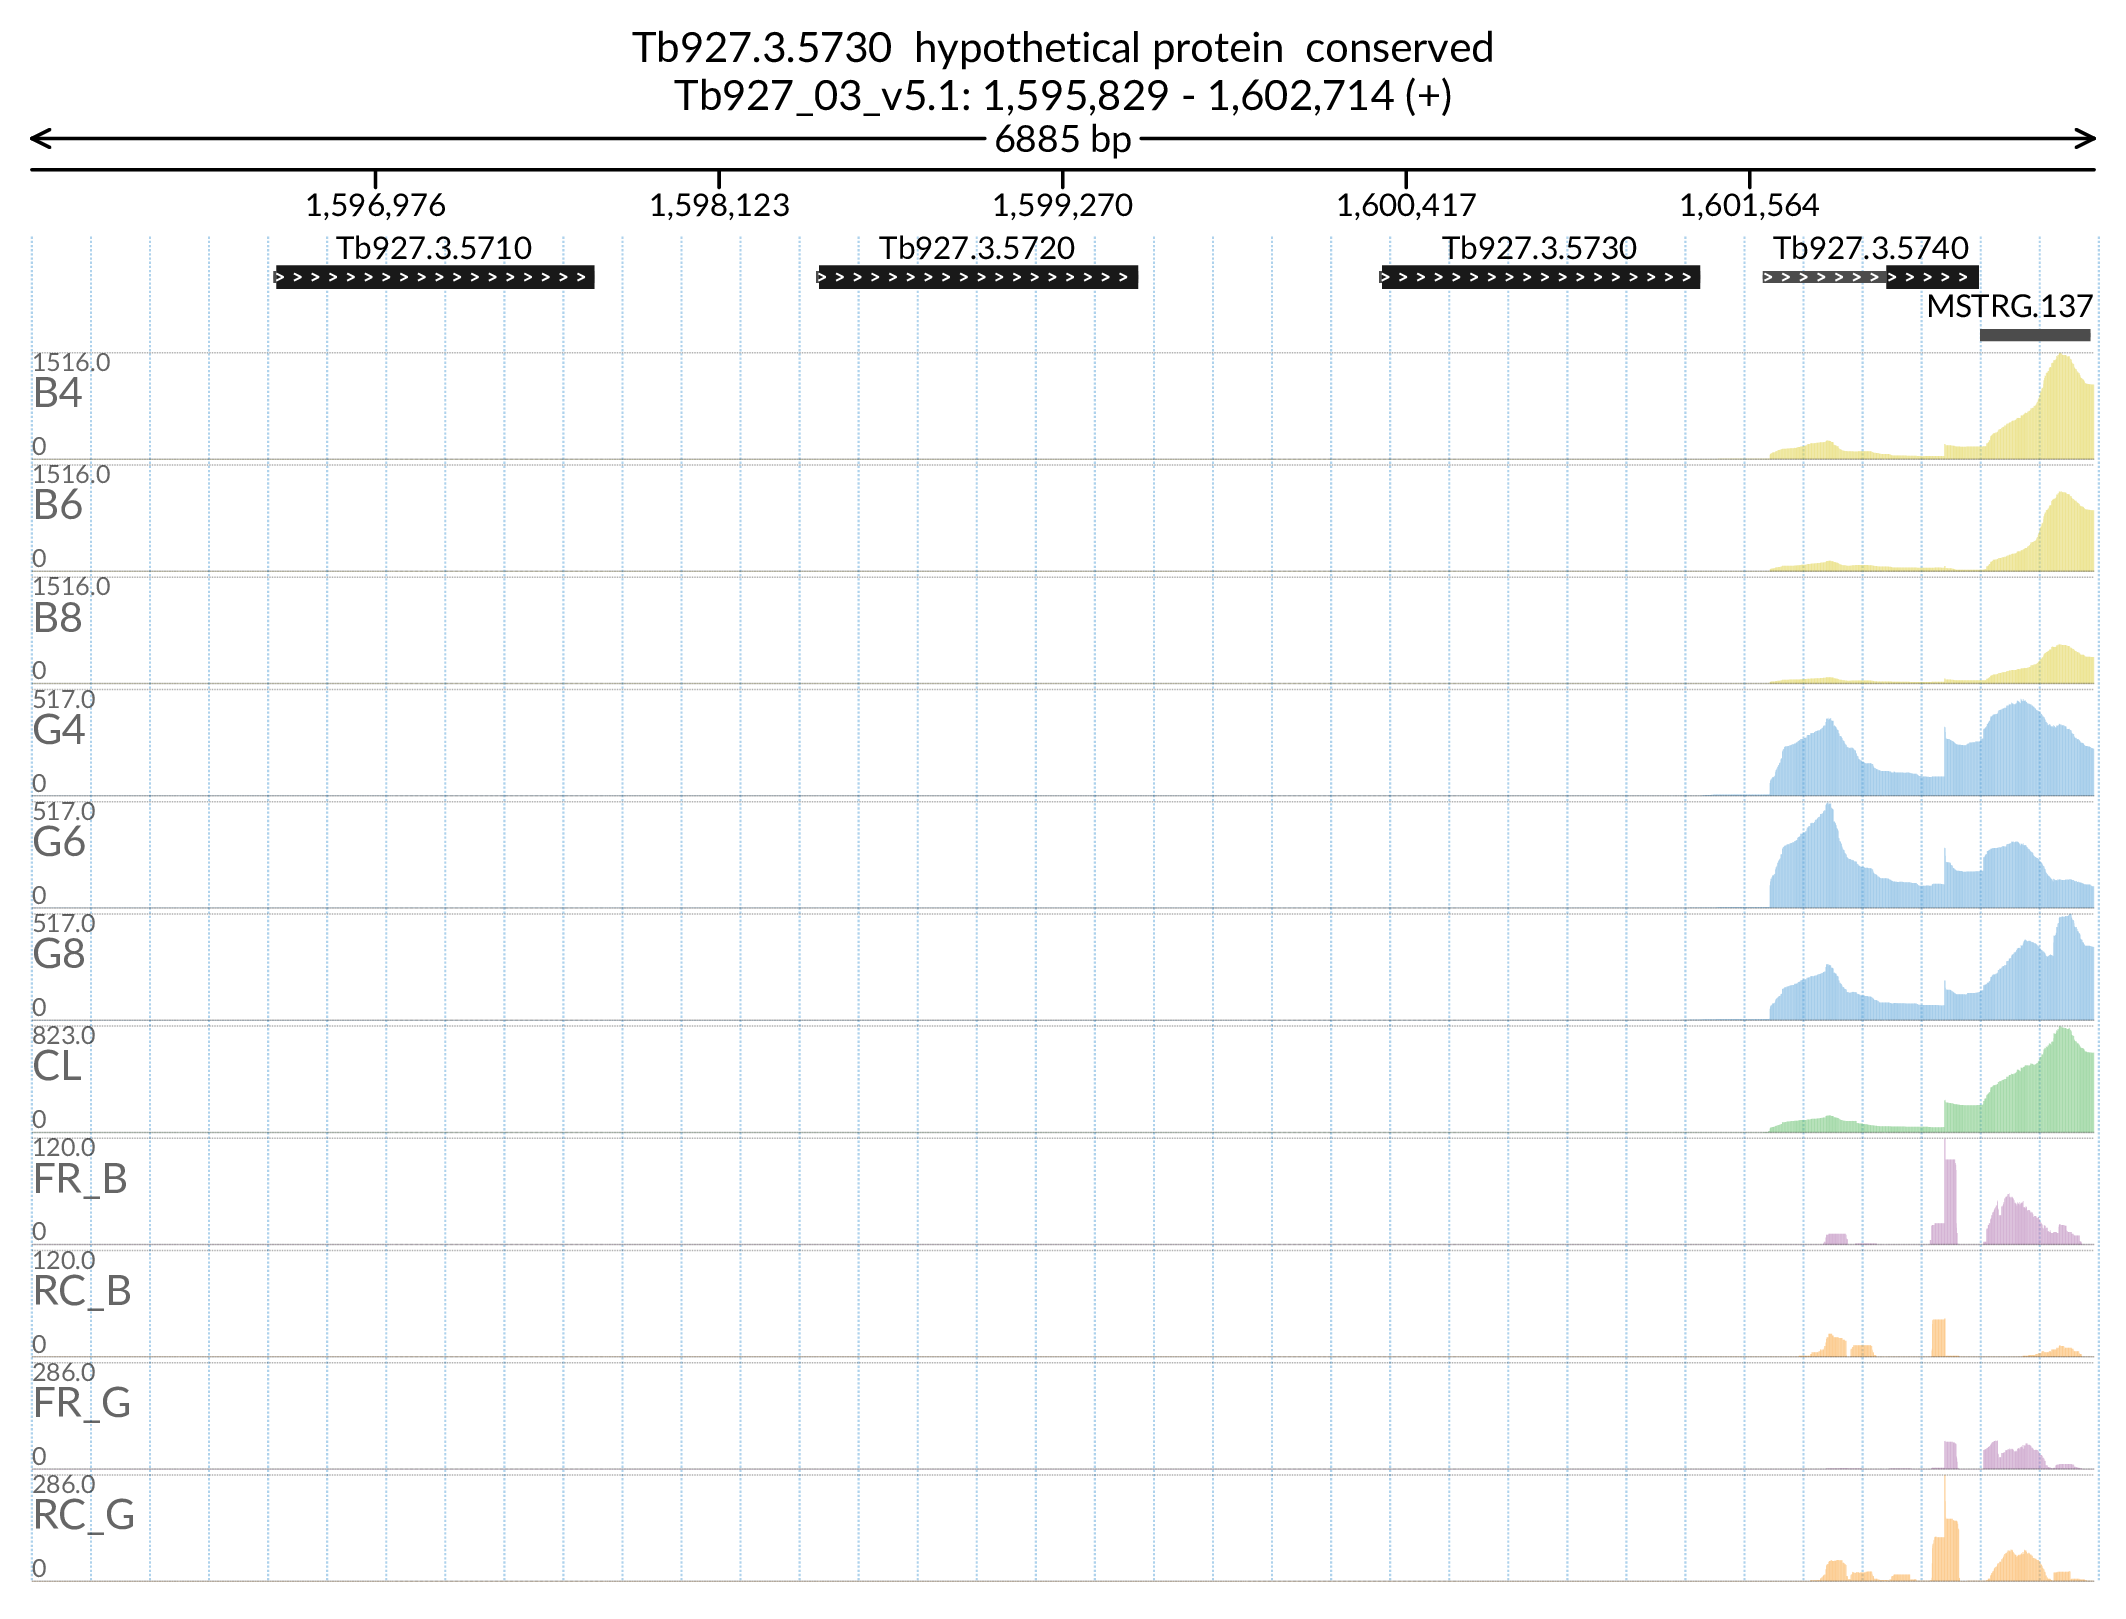 Tb927.3.5730  hypothetical protein  conserved
Tb927_03_v5.1: 1,595,829 - 1,602,714 (+)
6885 bp
1,596,976 1,598,123 1,599,270 1,600,417 1,601,564
Tb927.3.5710 Tb927.3.5720 Tb927.3.5730 Tb927.3.5740
MSTRG.137
1516.0
B4
0
1516.0
B6
0
1516.0
B8
0
517.0
G4
0
517.0
G6
0
517.0
G8
0
823.0
CL
0
120.0
FR_B
0
120.0
RC_B
0
286.0
FR_G
0
286.0
RC_G
0